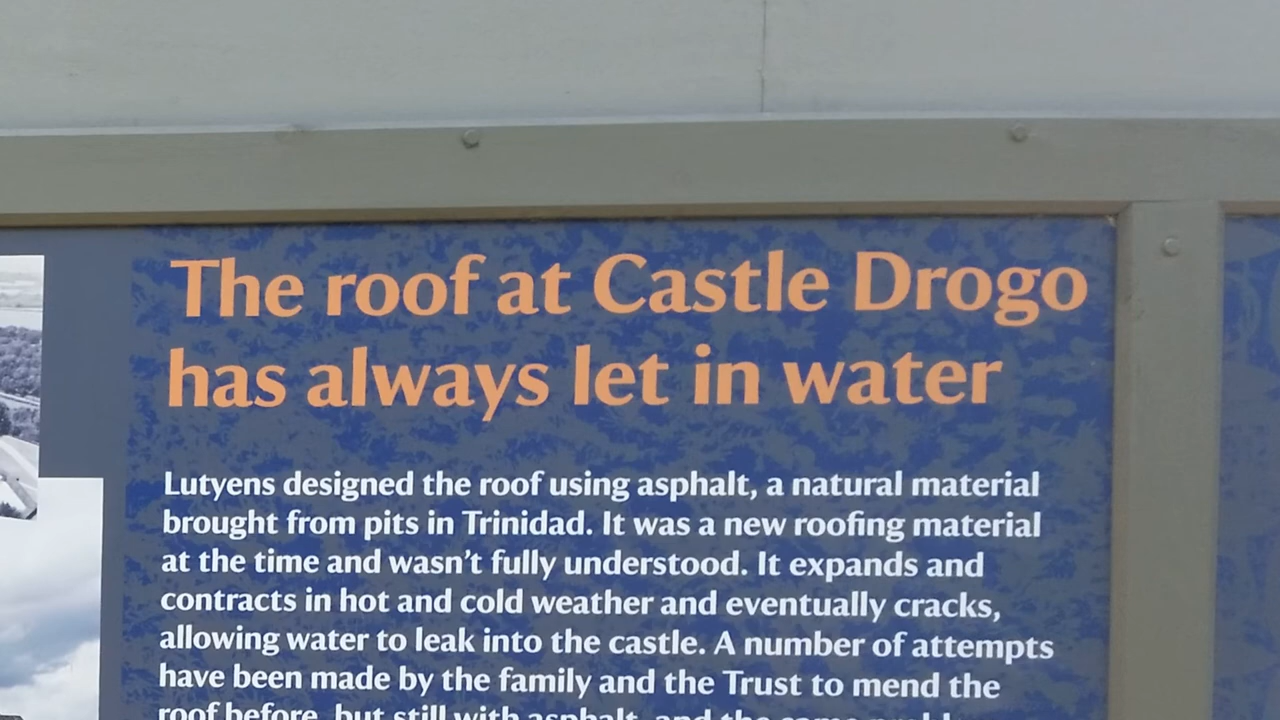 The roof at Castle Drogo
has always let in water
Lutyens designed the roof using asphalt, a natural material
brought from pits in Trinidad. It was a new roofing material
at the time and wasn't fully understood. It expands and
contracts in hot and cold weather and eventually cracks,
allowing water to leak into the castle. A number of attempts
have been made by the family and the Trust to mend the
roof before, but still with asphalt, and the same